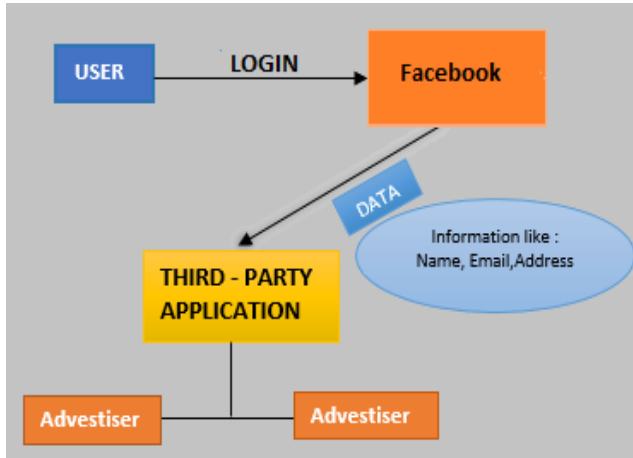 USER
LOGIN
Facebook
DATA
Information like :
Name, Email,Address
THIRD - PARTY
APPLICATION
Advestiser
Advestiser